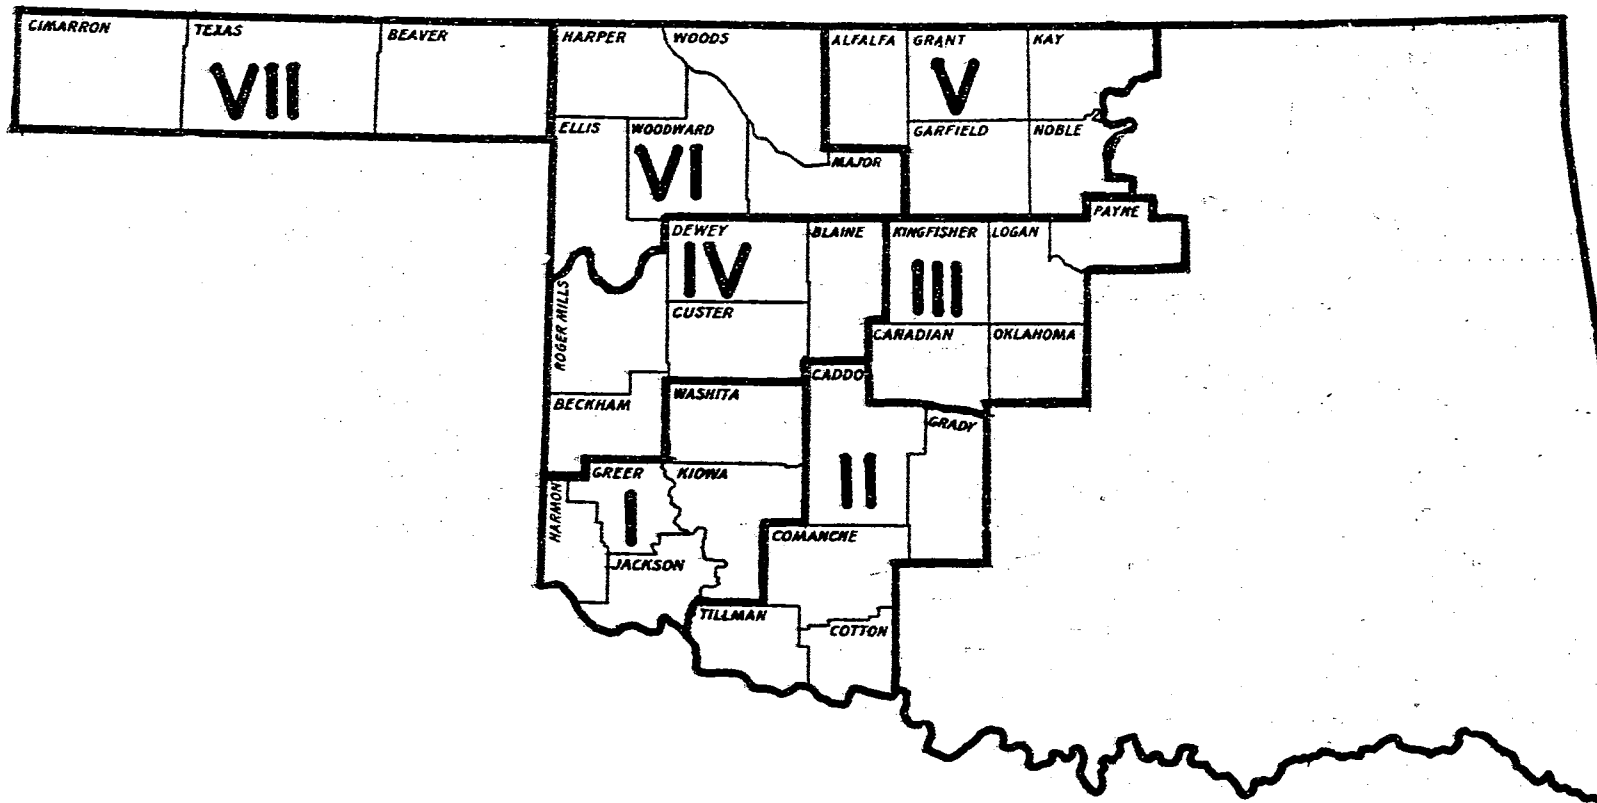 CIMARRON
TEXAS
BEAVER
VII
HARPER
WOODS
ALFALFA
GRANT
KAY
V
ELLIS
WOODWARD
VI
MAJOR
GARFIELD
NOBLE
PAYNE
DEWEY
IV
BLAINE
KINGFISHER
LOGAN
III
ROGER MILLS
CUSTER
CANADIAN
OKLAHOMA
BECKHAM
WASHITA
CADDO
GRADY
II
HARMON
GREER
I
KIOWA
JACKSON
COMANCHE
TILLMAN
COTTON